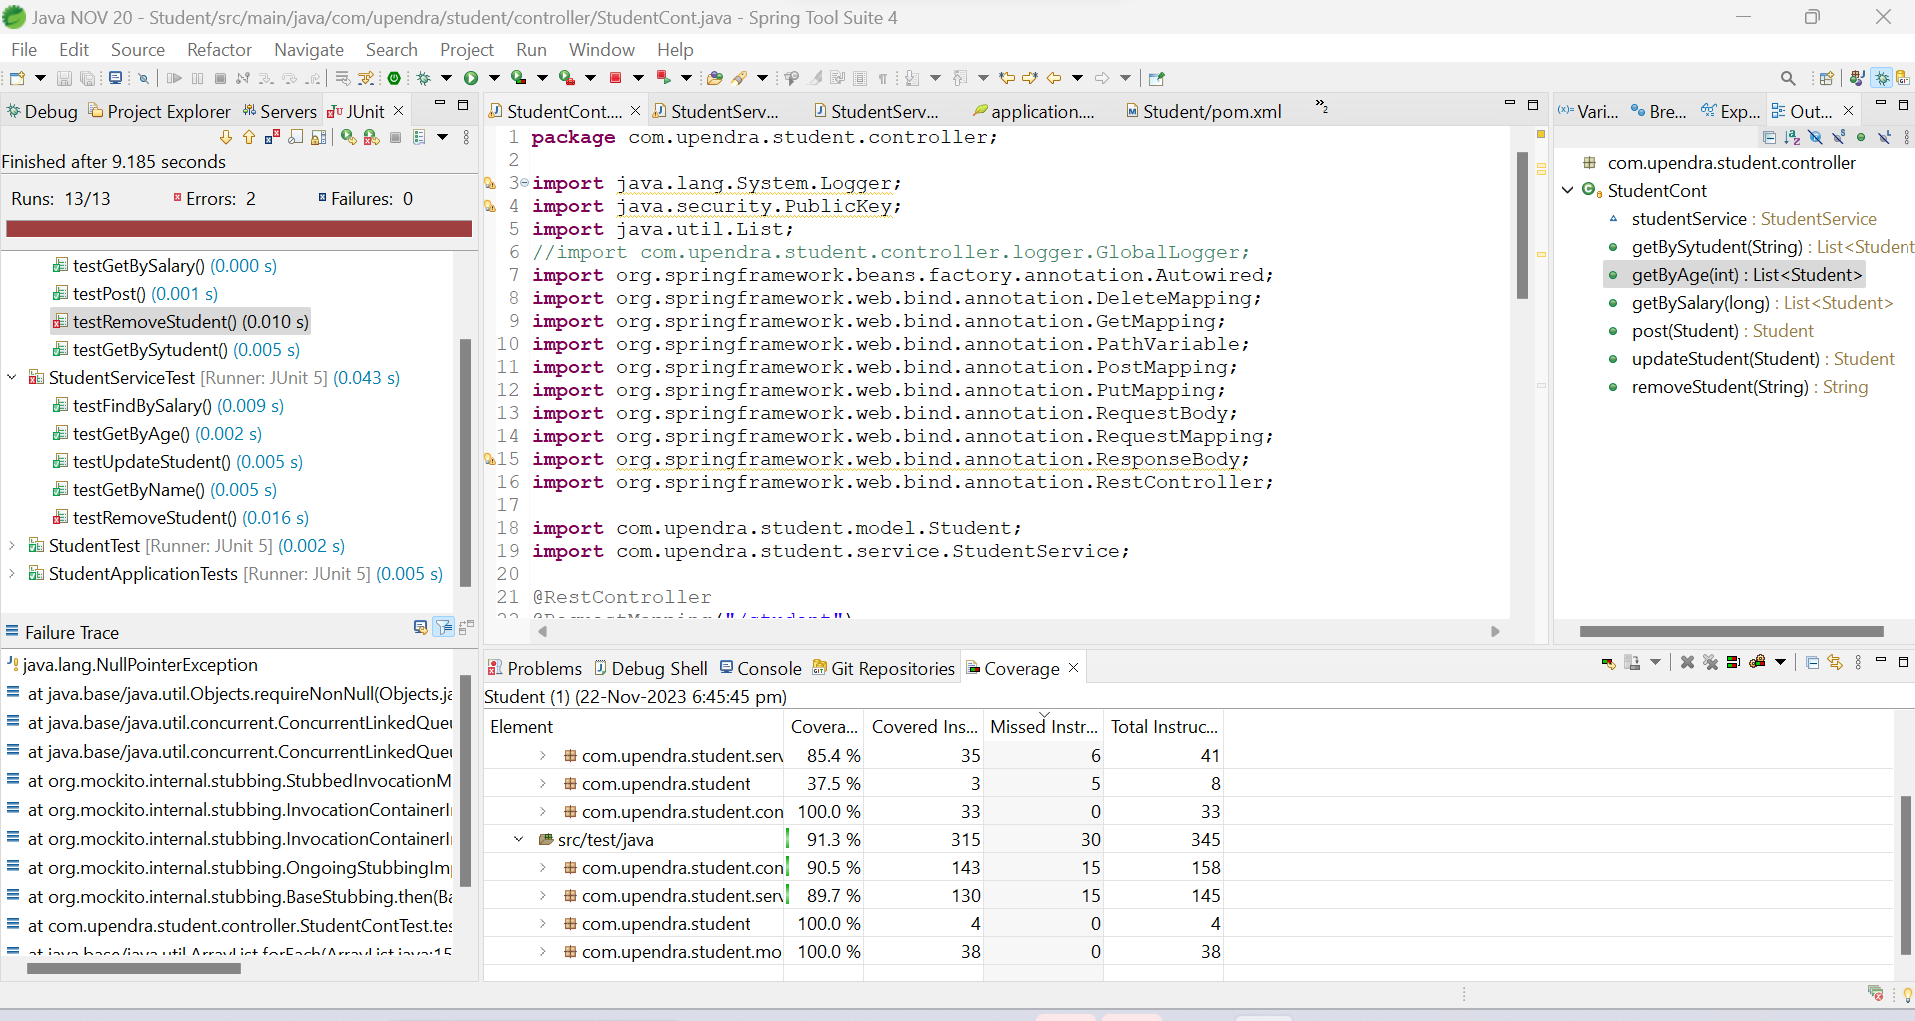 Java NOV 20 - Student/src/main/java/com/upendra/student/controller/StudentCont.java - Spring Tool Suite 4
File Edit Source Refactor Navigate Search Project Run Window Help
Debug Project Explorer Servers JUnit
Finished after 9.185 seconds
Runs: 13/13 Errors: 2 Failures: 0
testGetBySalary() (0.000 s)
testPost() (0.001 s)
testRemoveStudent() (0.010 s)
testGetBySytudent() (0.005 s)
StudentServiceTest [Runner: JUnit 5] (0.043 s)
testFindBySalary() (0.009 s)
testGetByAge() (0.002 s)
testUpdateStudent() (0.005 s)
testGetByName() (0.005 s)
testRemoveStudent() (0.016 s)
StudentTest [Runner: JUnit 5] (0.002 s)
StudentApplicationTests [Runner: JUnit 5] (0.005 s)
Failure Trace
java.lang.NullPointerException
at java.base/java.util.Objects.requireNonNull(Objects.ja
at java.base/java.util.concurrent.ConcurrentLinkedQueu
at java.base/java.util.concurrent.ConcurrentLinkedQueu
at org.mockito.internal.stubbing.StubbedInvocationM
at org.mockito.internal.stubbing.InvocationContainerI
at org.mockito.internal.stubbing.InvocationContainerI
at org.mockito.internal.stubbing.OngoingStubbingIm
at org.mockito.internal.stubbing.BaseStubbing.then(Ba
at com.upendra.student.controller.StudentContTest.tes
at java.base/java.util.ArrayList.forEach(ArrayList.java:15
StudentCont.... StudentServ... StudentServ... application.... Student/pom.xml »2
1 package com.upendra.student.controller;
2
3 import java.lang.System.Logger;
4 import java.security.PublicKey;
5 import java.util.List;
6 //import com.upendra.student.controller.logger.GlobalLogger;
7 import org.springframework.beans.factory.annotation.Autowired;
8 import org.springframework.web.bind.annotation.DeleteMapping;
9 import org.springframework.web.bind.annotation.GetMapping;
10 import org.springframework.web.bind.annotation.PathVariable;
11 import org.springframework.web.bind.annotation.PostMapping;
12 import org.springframework.web.bind.annotation.PutMapping;
13 import org.springframework.web.bind.annotation.RequestBody;
14 import org.springframework.web.bind.annotation.RequestMapping;
15 import org.springframework.web.bind.annotation.ResponseBody;
16 import org.springframework.web.bind.annotation.RestController;
17
18 import com.upendra.student.model.Student;
19 import com.upendra.student.service.StudentService;
20
21 @RestController
22 @RequestMapping("/student")
Vari... Bre... Exp... Out...
com.upendra.student.controller
StudentCont
studentService : StudentService
getBySytudent(String) : List<Student
getByAge(int) : List<Student>
getBySalary(long) : List<Student>
post(Student) : Student
updateStudent(Student) : Student
removeStudent(String) : String
Problems Debug Shell Console Git Repositories Coverage
Student (1) (22-Nov-2023 6:45:45 pm)
Element Covera... Covered Ins... Missed Instr... Total Instruc...
com.upendra.student.serv 85.4 % 35 6 41
com.upendra.student 37.5 % 3 5 8
com.upendra.student.con 100.0 % 33 0 33
src/test/java 91.3 % 315 30 345
com.upendra.student.con 90.5 % 143 15 158
com.upendra.student.serv 89.7 % 130 15 145
com.upendra.student 100.0 % 4 0 4
com.upendra.student.mo 100.0 % 38 0 38